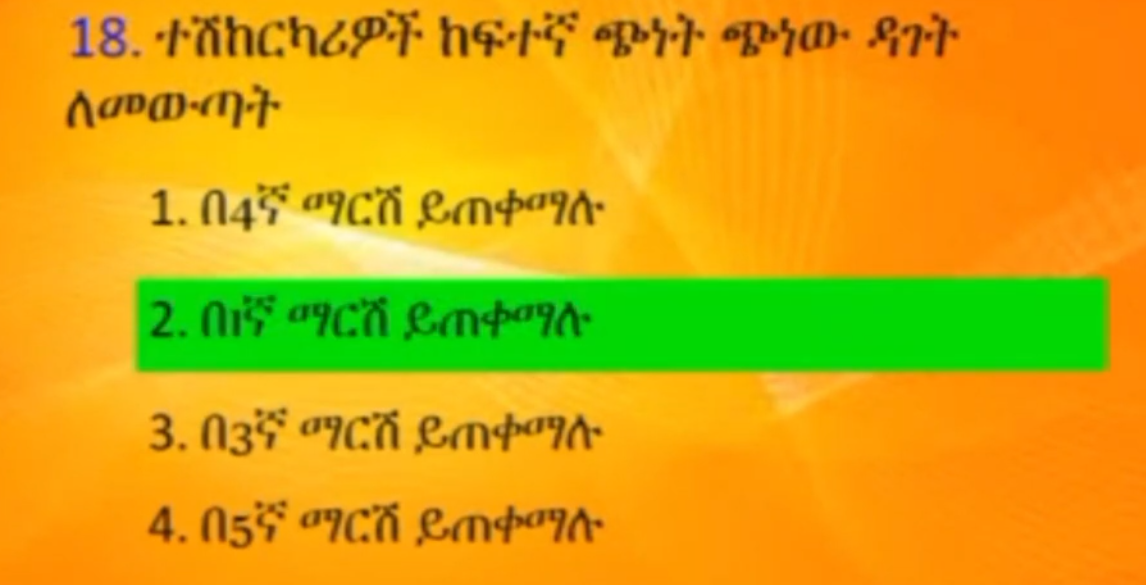 18. ተሽከርካሪዎች ከፍተኛ ጭነት ጭነው ዳገት
ለመውጣት
1. በ4ኛ ማርሽ ይጠቀማሉ
2. በ1ኛ ማርሽ ይጠቀማሉ
3. በ3ኛ ማርሽ ይጠቀማሉ
4. በ5ኛ ማርሽ ይጠቀማሉ